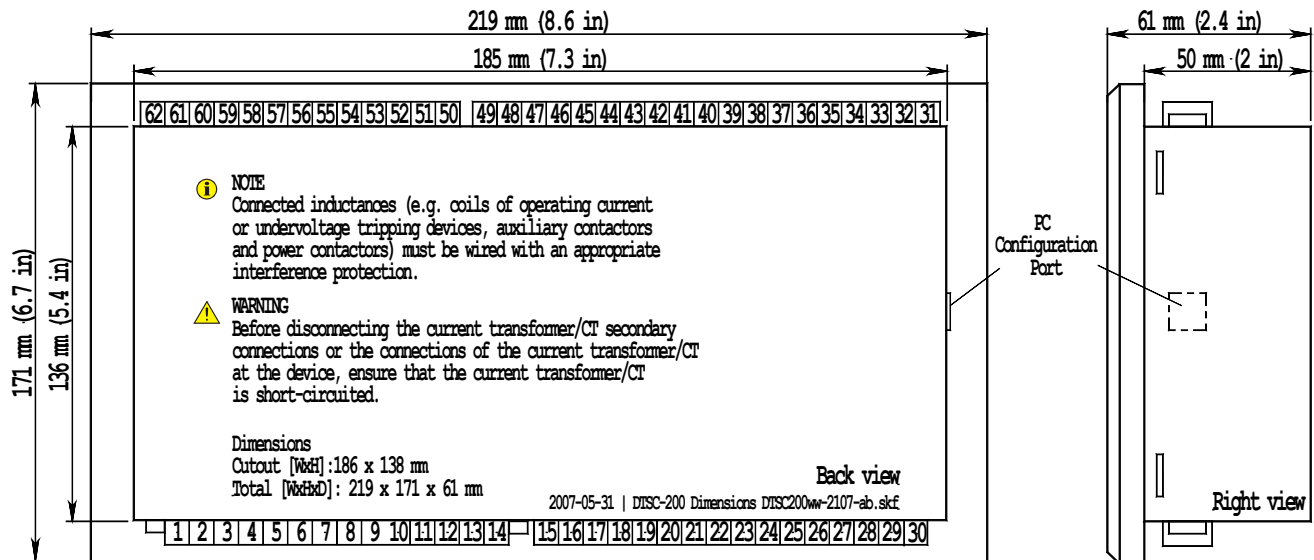 219 mm (8.6 in)
61 mm (2.4 in)
185 mm (7.3 in)
50 mm (2 in)
62 61 60 59 58 57 56 55 54 53 52 51 50 49 48 47 46 45 44 43 42 41 40 39 38 37 36 35 34 33 32 31
171 mm (6.7 in)
136 mm (5.4 in)
NOTE
Connected inductances (e.g. coils of operating current
or undervoltage tripping devices, auxiliary contactors
and power contactors) must be wired with an appropriate
interference protection.
WARNING
Before disconnecting the current transformer/CT secondary
connections or the connections of the current transformer/CT
at the device, ensure that the current transformer/CT
is short-circuited.
Dimensions
Cutout [WxH]:186 x 138 mm
Total [WxHxD]: 219 x 171 x 61 mm
Back view
2007-05-31 | DTSC-200 Dimensions DTSC200ww-2107-ab.skf
1 2 3 4 5 6 7 8 9 10 11 12 13 14 15 16 17 18 19 20 21 22 23 24 25 26 27 28 29 30
PC
Configuration
Port
Right view